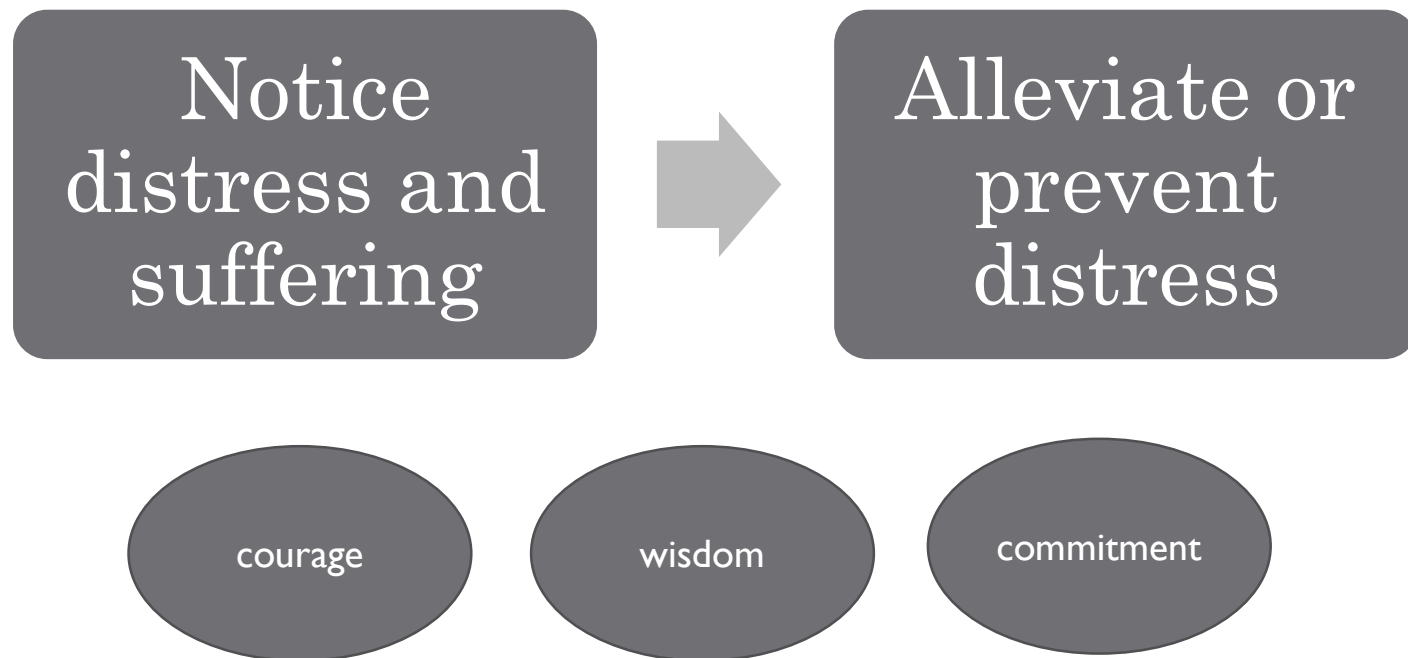 Notice
distress and
suffering
Alleviate or
prevent
distress
courage
wisdom
commitment